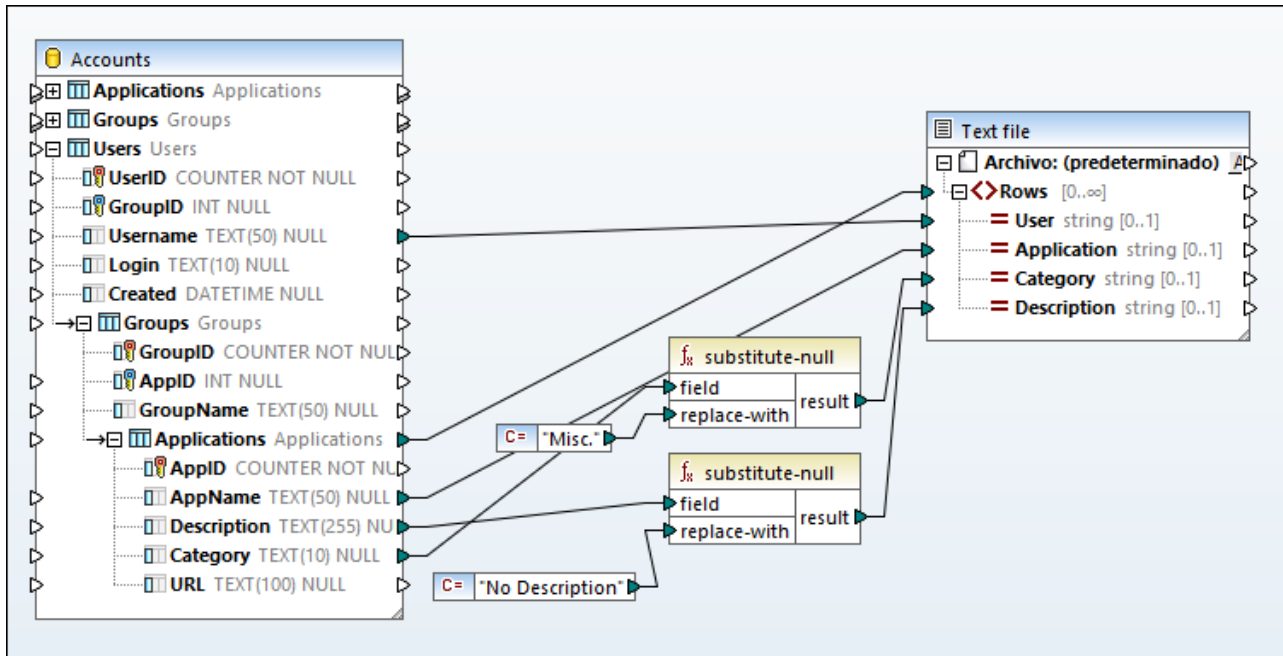 Accounts
Applications Applications
Groups Groups
Users Users
UserID COUNTER NOT NULL
GroupID INT NULL
Username TEXT(50) NULL
Login TEXT(10) NULL
Created DATETIME NULL
Groups Groups
GroupID COUNTER NOT NUL
AppID INT NULL
GroupName TEXT(50) NULL
Applications Applications
AppID COUNTER NOT NU
AppName TEXT(50) NULL
Description TEXT(255) NU
Category TEXT(10) NULL
URL TEXT(100) NULL
C= "Misc."
C= "No Description"
fx substitute-null
field
replace-with
result
fx substitute-null
field
replace-with
result
Text file
Archivo: (predeterminado) A
Rows [0..∞]
User string [0..1]
Application string [0..1]
Category string [0..1]
Description string [0..1]